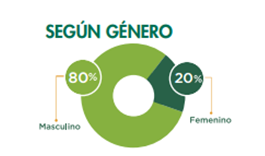 SEGÚN GÉNERO
80%
20%
Masculino
Femenino